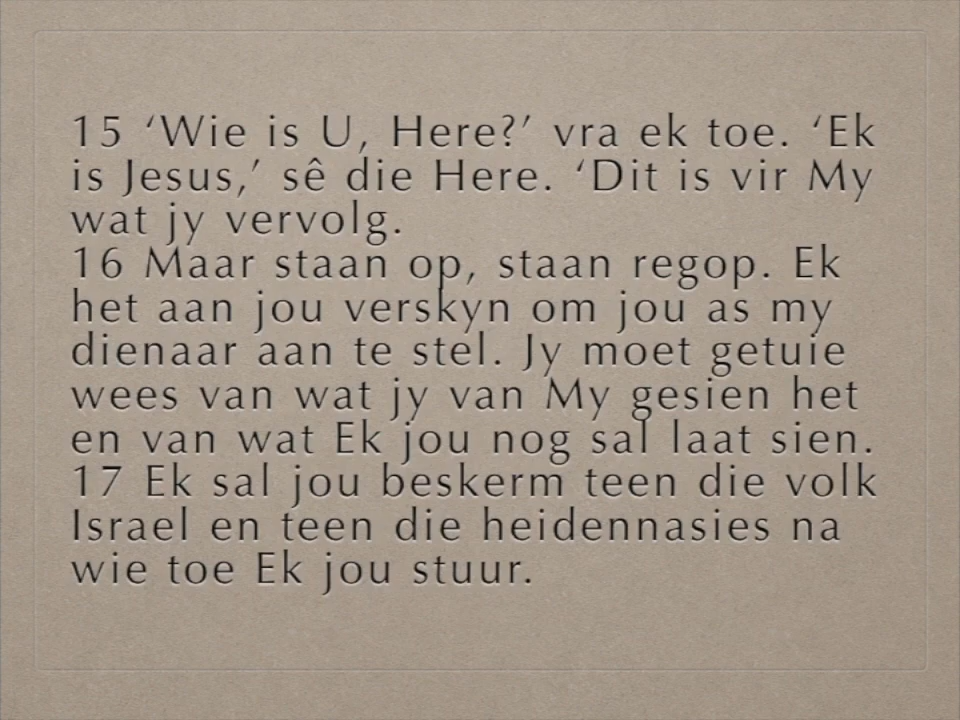 15 ‘Wie is U, Here?’ vra ek toe. ‘Ek
is Jesus,’ sê die Here. ‘Dit is vir My
wat jy vervolg.
16 Maar staan op, staan regop. Ek
het aan jou verskyn om jou as my
dienaar aan te stel. Jy moet getuie
wees van wat jy van My gesien het
en van wat Ek jou nog sal laat sien.
17 Ek sal jou beskerm teen die volk
Israel en teen die heidennasies na
wie toe Ek jou stuur.